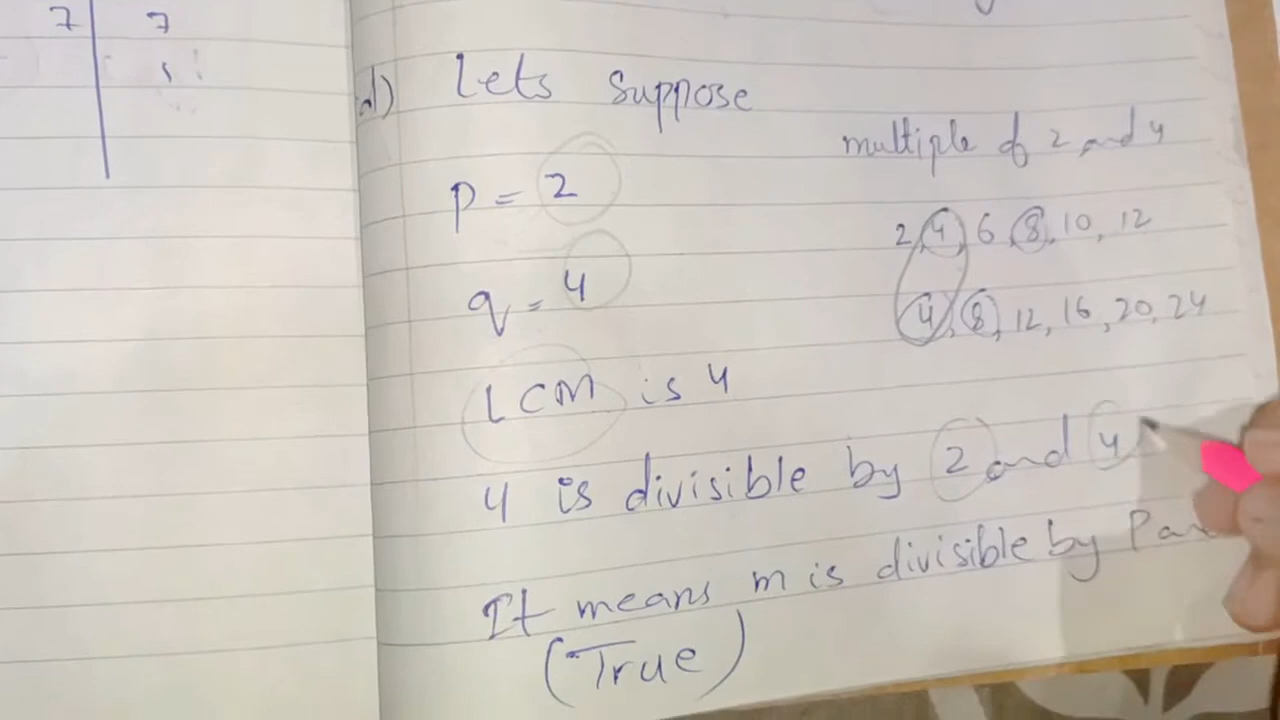 7 7
d) Lets suppose
multiple of 2 and 4
p = 2
2, 4, 6, 8, 10, 12
q = 4
4, 8, 12, 16, 20, 24
LCM is 4
4 is divisible by 2 and 4
It means m is divisible by P
(True)